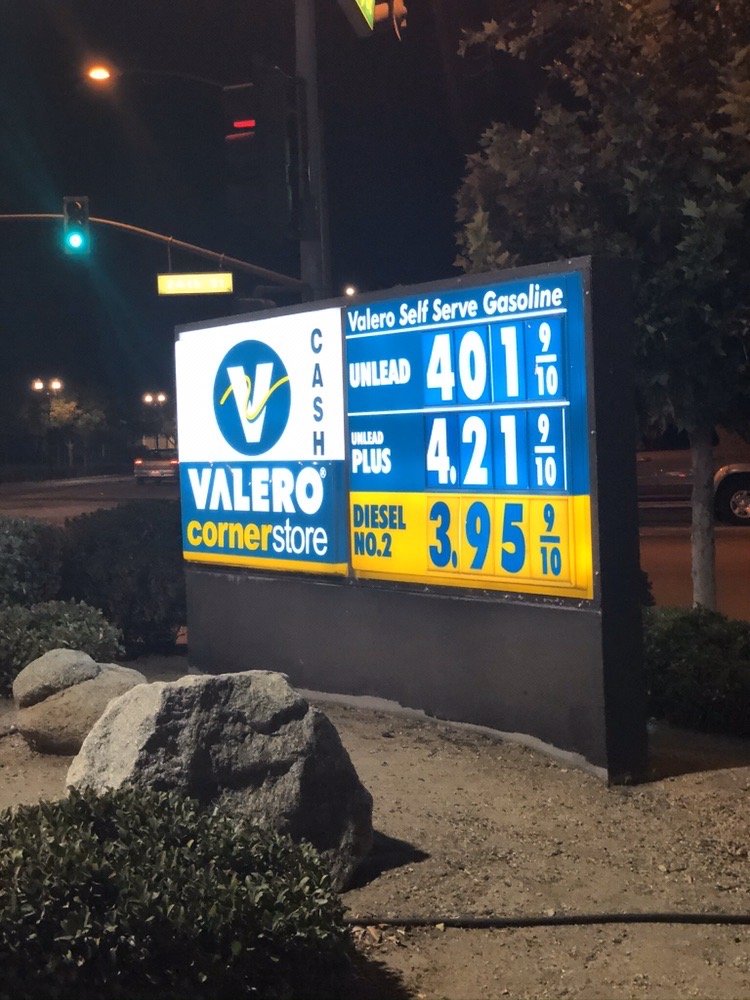 CASH
V
VALERO®
cornerstore
Valero Self Serve Gasoline
UNLEAD 401 9/10
UNLEAD PLUS 4.21 9/10
DIESEL NO.2 3.95 9/10